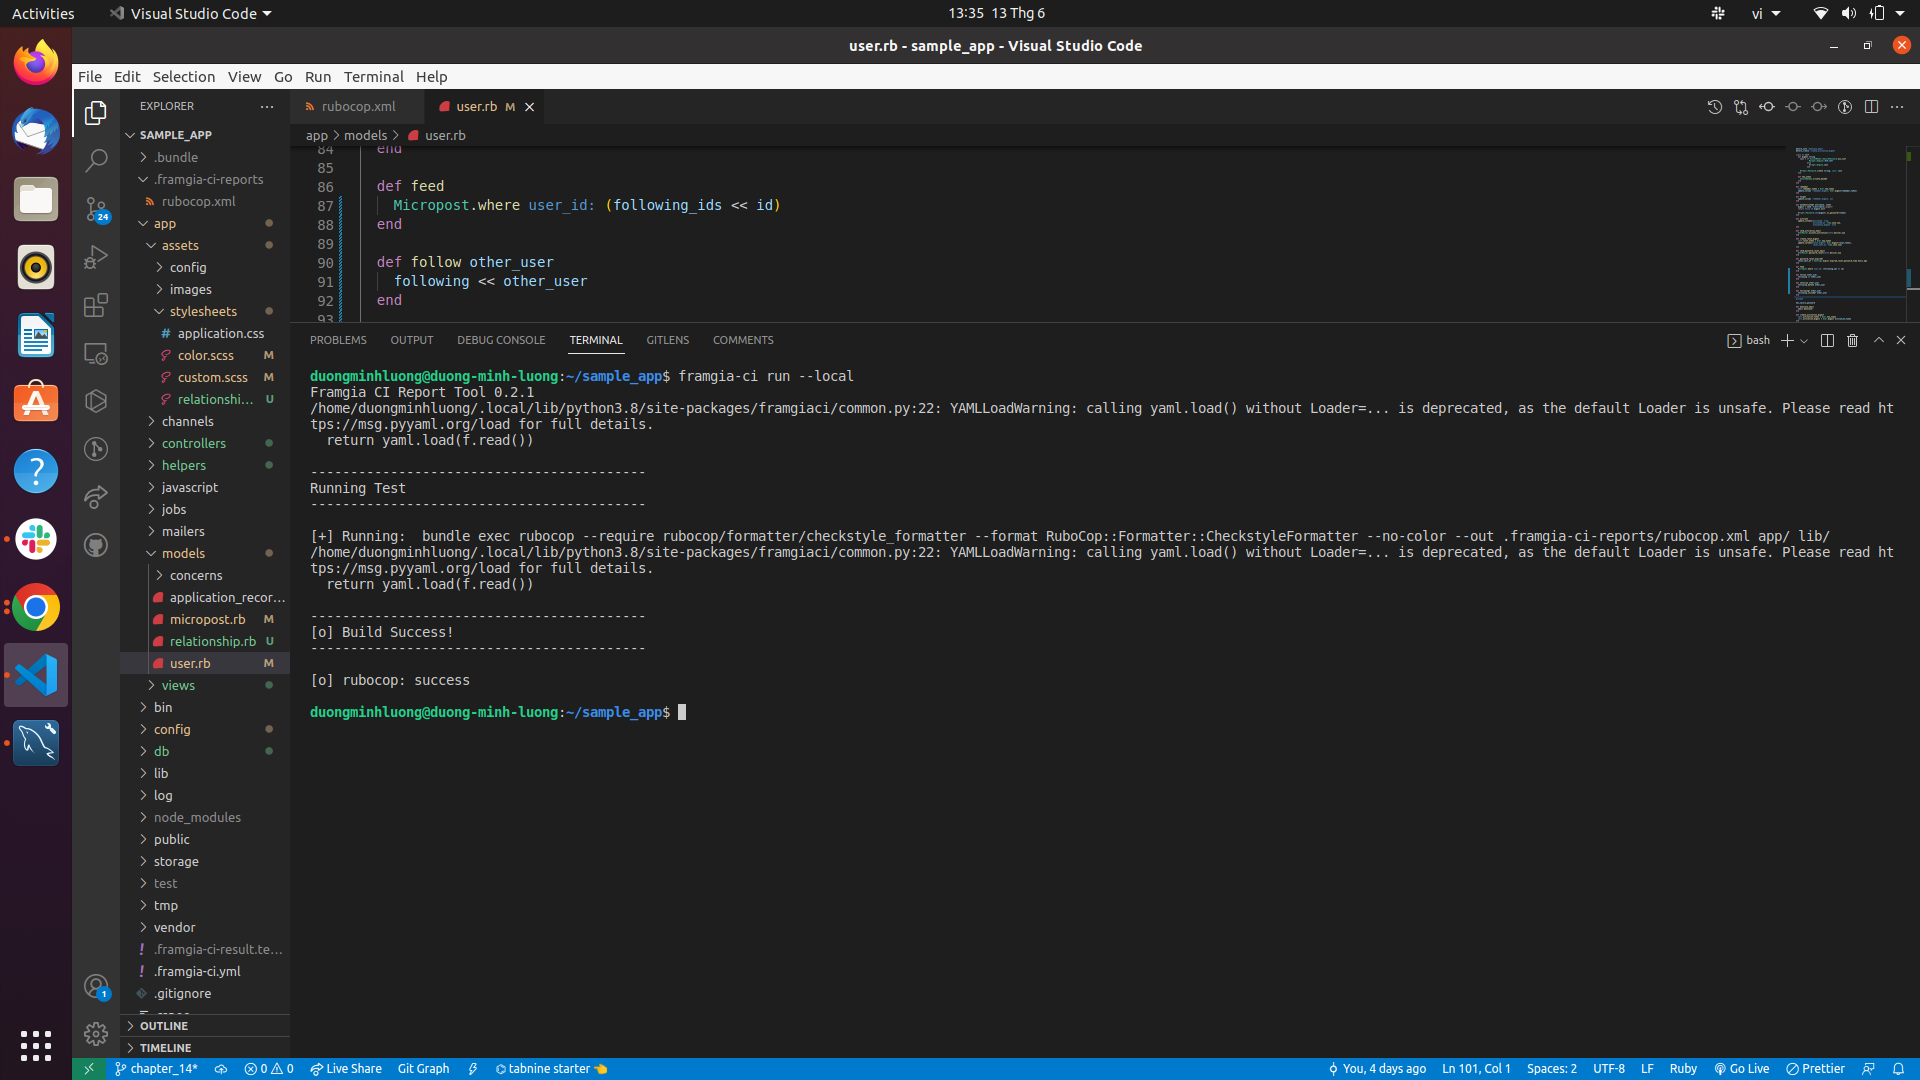 Activities
Visual Studio Code
13:35 13 Thg 6
vi
user.rb - sample_app - Visual Studio Code
File Edit Selection View Go Run Terminal Help
EXPLORER
SAMPLE_APP
.bundle
.framgia-ci-reports
rubocop.xml
app
assets
config
images
stylesheets
application.css
color.scss M
custom.scss M
relationshi... U
channels
controllers
helpers
javascript
jobs
mailers
models
concerns
application_recor...
micropost.rb M
relationship.rb U
user.rb M
views
bin
config
db
lib
log
node_modules
public
storage
test
tmp
vendor
.framgia-ci-result.te...
.framgia-ci.yml
.gitignore
OUTLINE
TIMELINE
24
1
rubocop.xml
user.rb M
app > models > user.rb
84 end
85
86 def feed
87 Micropost.where user_id: (following_ids << id)
88 end
89
90 def follow other_user
91 following << other_user
92 end
93
PROBLEMS OUTPUT DEBUG CONSOLE TERMINAL GITLENS COMMENTS
bash
duongminhluong@duong-minh-luong:~/sample_app$ framgia-ci run --local
Framgia CI Report Tool 0.2.1
/home/duongminhluong/.local/lib/python3.8/site-packages/framgiaci/common.py:22: YAMLLoadWarning: calling yaml.load() without Loader=... is deprecated, as the default Loader is unsafe. Please read ht
tps://msg.pyyaml.org/load for full details.
return yaml.load(f.read())
------------------------------------------
Running Test
------------------------------------------
[+] Running:  bundle exec rubocop --require rubocop/formatter/checkstyle_formatter --format RuboCop::Formatter::CheckstyleFormatter --no-color --out .framgia-ci-reports/rubocop.xml app/ lib/
/home/duongminhluong/.local/lib/python3.8/site-packages/framgiaci/common.py:22: YAMLLoadWarning: calling yaml.load() without Loader=... is deprecated, as the default Loader is unsafe. Please read ht
tps://msg.pyyaml.org/load for full details.
return yaml.load(f.read())
------------------------------------------
[o] Build Success!
------------------------------------------
[o] rubocop: success
duongminhluong@duong-minh-luong:~/sample_app$
chapter_14* 0 0 Live Share Git Graph tabnine starter You, 4 days ago Ln 101, Col 1 Spaces: 2 UTF-8 LF Ruby Go Live Prettier